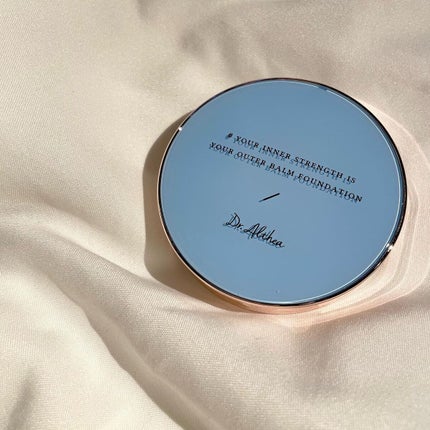 # YOUR INNER STRENGTH IS
YOUR OUTER BALM FOUNDATION
Dr. Althea